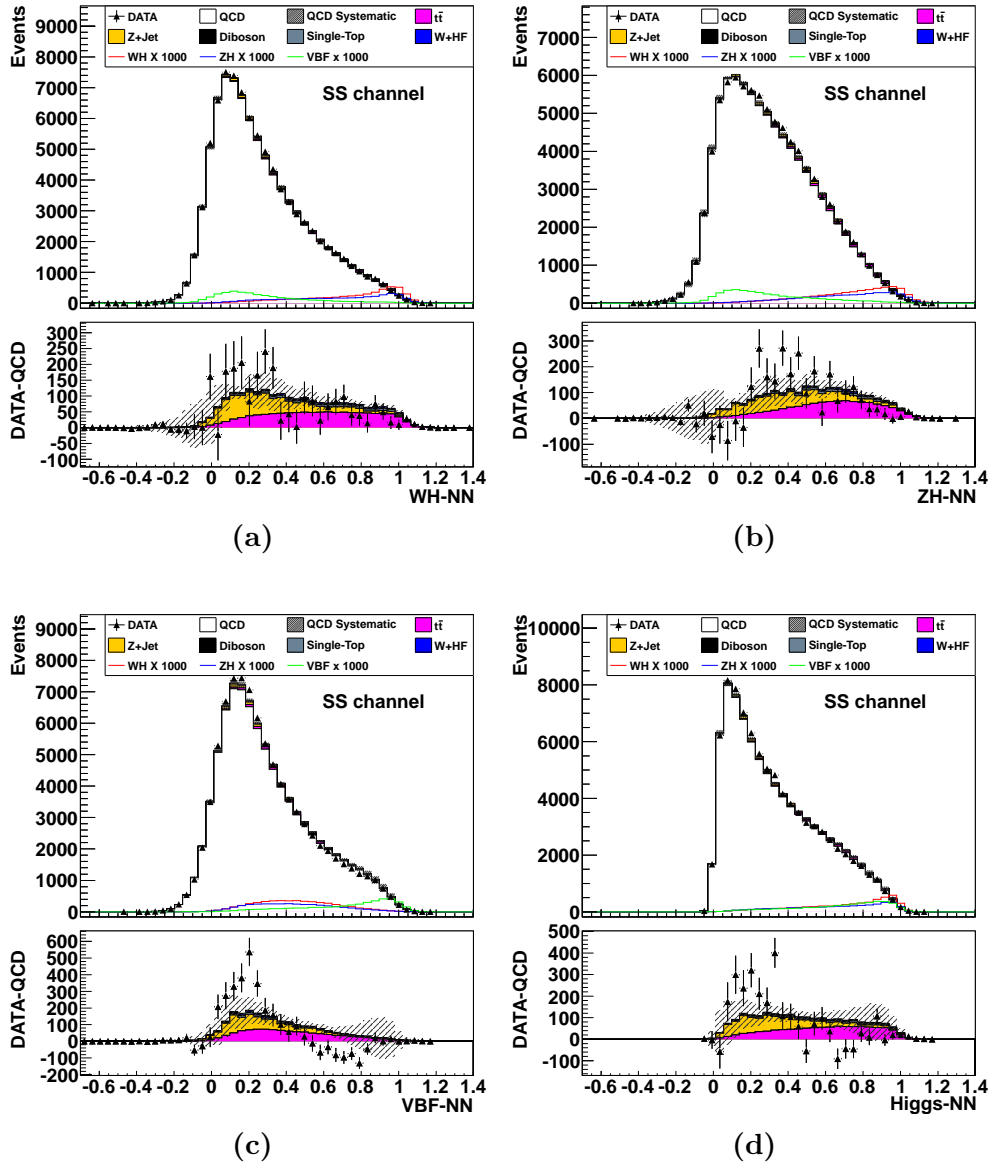 Events
DATA QCD QCD Systematic tt̄
Z+Jet Diboson Single-Top W+HF
WH X 1000 ZH X 1000 VBF x 1000
SS channel
9000
8000
7000
6000
5000
4000
3000
2000
1000
0
DATA-QCD
300
250
200
150
100
50
0
-50
-100
-0.6 -0.4 -0.2 0 0.2 0.4 0.6 0.8 1 1.2 1.4
WH-NN
(a)
Events
DATA QCD QCD Systematic tt̄
Z+Jet Diboson Single-Top W+HF
WH X 1000 ZH X 1000 VBF x 1000
SS channel
7000
6000
5000
4000
3000
2000
1000
0
DATA-QCD
300
200
100
0
-100
-0.6 -0.4 -0.2 0 0.2 0.4 0.6 0.8 1 1.2 1.4
ZH-NN
(b)
Events
DATA QCD QCD Systematic tt̄
Z+Jet Diboson Single-Top W+HF
WH X 1000 ZH X 1000 VBF x 1000
SS channel
9000
8000
7000
6000
5000
4000
3000
2000
1000
0
DATA-QCD
600
500
400
300
200
100
0
-100
-200
-0.6 -0.4 -0.2 0 0.2 0.4 0.6 0.8 1 1.2 1.4
VBF-NN
(c)
Events
DATA QCD QCD Systematic tt̄
Z+Jet Diboson Single-Top W+HF
WH X 1000 ZH X 1000 VBF x 1000
SS channel
10000
8000
6000
4000
2000
0
DATA-QCD
500
400
300
200
100
0
-100
-0.6 -0.4 -0.2 0 0.2 0.4 0.6 0.8 1 1.2 1.4
Higgs-NN
(d)